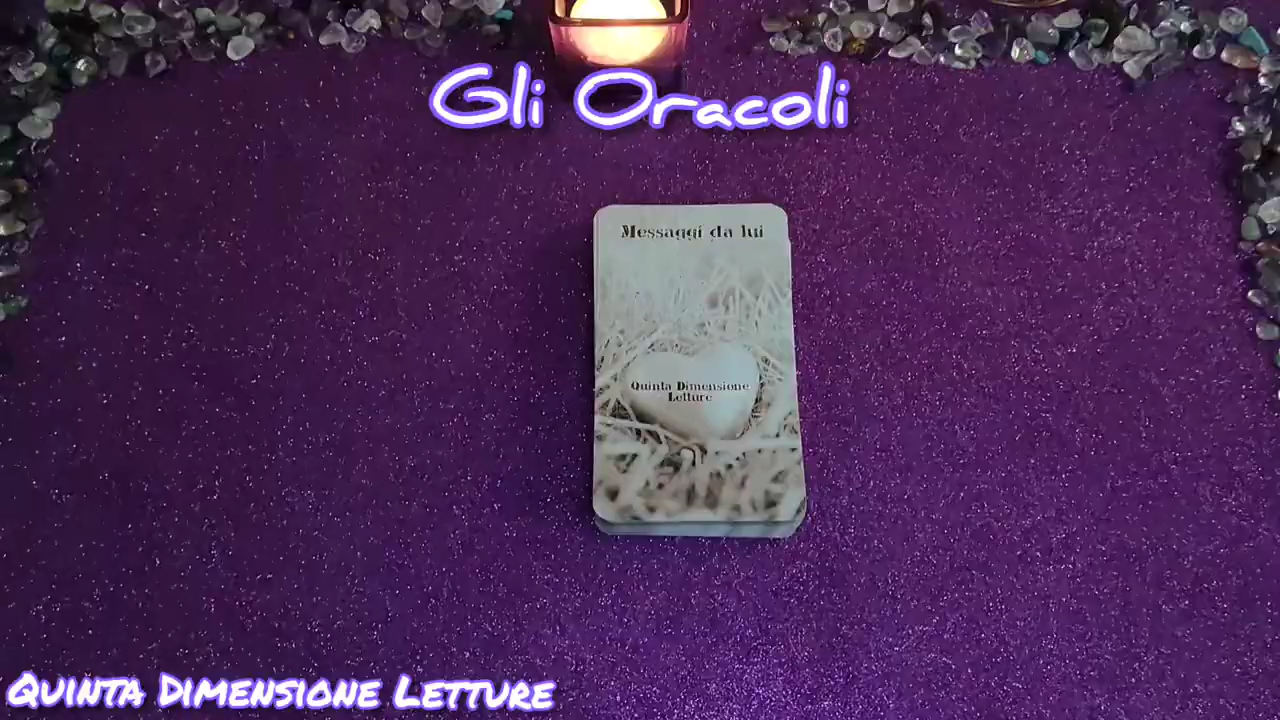 Gli Oracoli
Messaggi da lui
Quinta Dimensione
Letture
Quinta Dimensione Letture